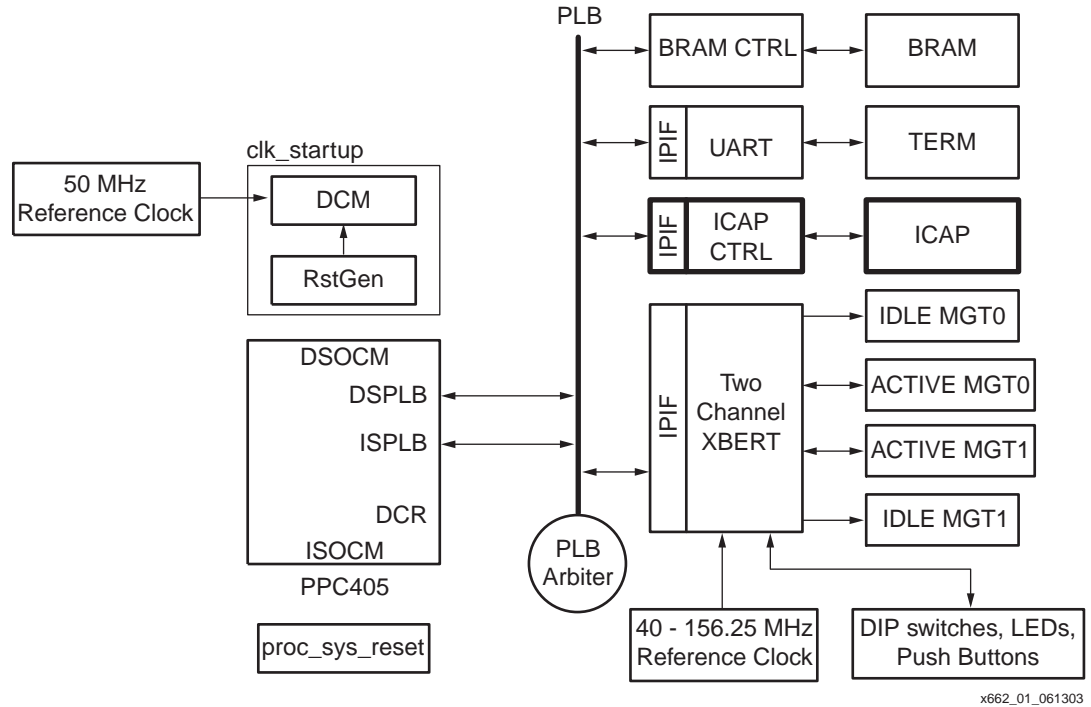 PLB
BRAM CTRL
BRAM
IPIF
UART
TERM
clk_startup
50 MHz
Reference Clock
DCM
RstGen
IPIF
ICAP
CTRL
ICAP
IDLE MGT0
DSOCM
DSPLB
ISPLB
DCR
ISOCM
PPC405
IPIF
Two
Channel
XBERT
ACTIVE MGT0
ACTIVE MGT1
IDLE MGT1
PLB
Arbiter
proc_sys_reset
40 - 156.25 MHz
Reference Clock
DIP switches, LEDs,
Push Buttons
x662_01_061303